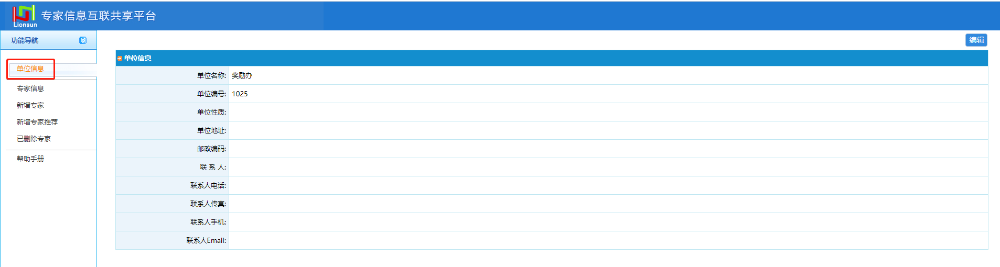 专家信息互联共享平台
Lionsun
功能导航
编辑
单位信息
专家信息
新增专家
新增专家推荐
已删除专家
帮助手册
单位信息
单位名称: 奖励办
单位编号: 1025
单位性质:
单位地址:
邮政编码:
联 系 人:
联系人电话:
联系人传真:
联系人手机:
联系人Email: